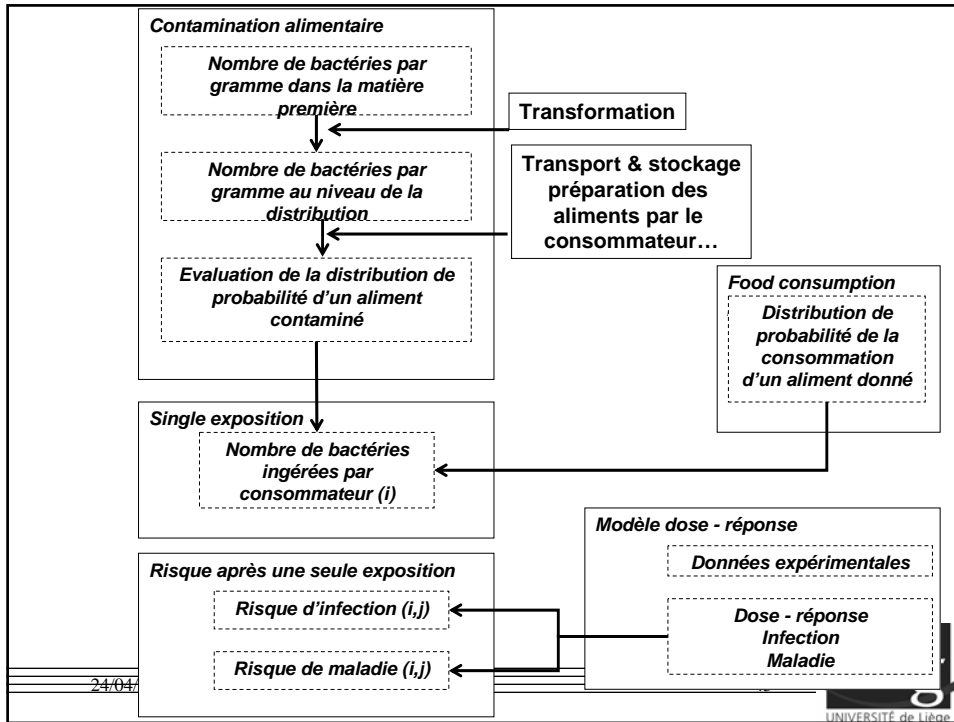 Contamination alimentaire
Nombre de bactéries par
gramme dans la matière
première
Transformation
Nombre de bactéries par
gramme au niveau de la
distribution
Transport & stockage
préparation des
aliments par le
consommateur…
Evaluation de la distribution de
probabilité d’un aliment
contaminé
Food consumption
Distribution de
probabilité de la
consommation
d’un aliment donné
Single exposition
Nombre de bactéries
ingérées par
consommateur (i)
Modèle dose - réponse
Données expérimentales
Dose - réponse
Infection
Maladie
Risque après une seule exposition
Risque d’infection (i,j)
Risque de maladie (i,j)
24/04/
UNIVERSITÉ de Liège